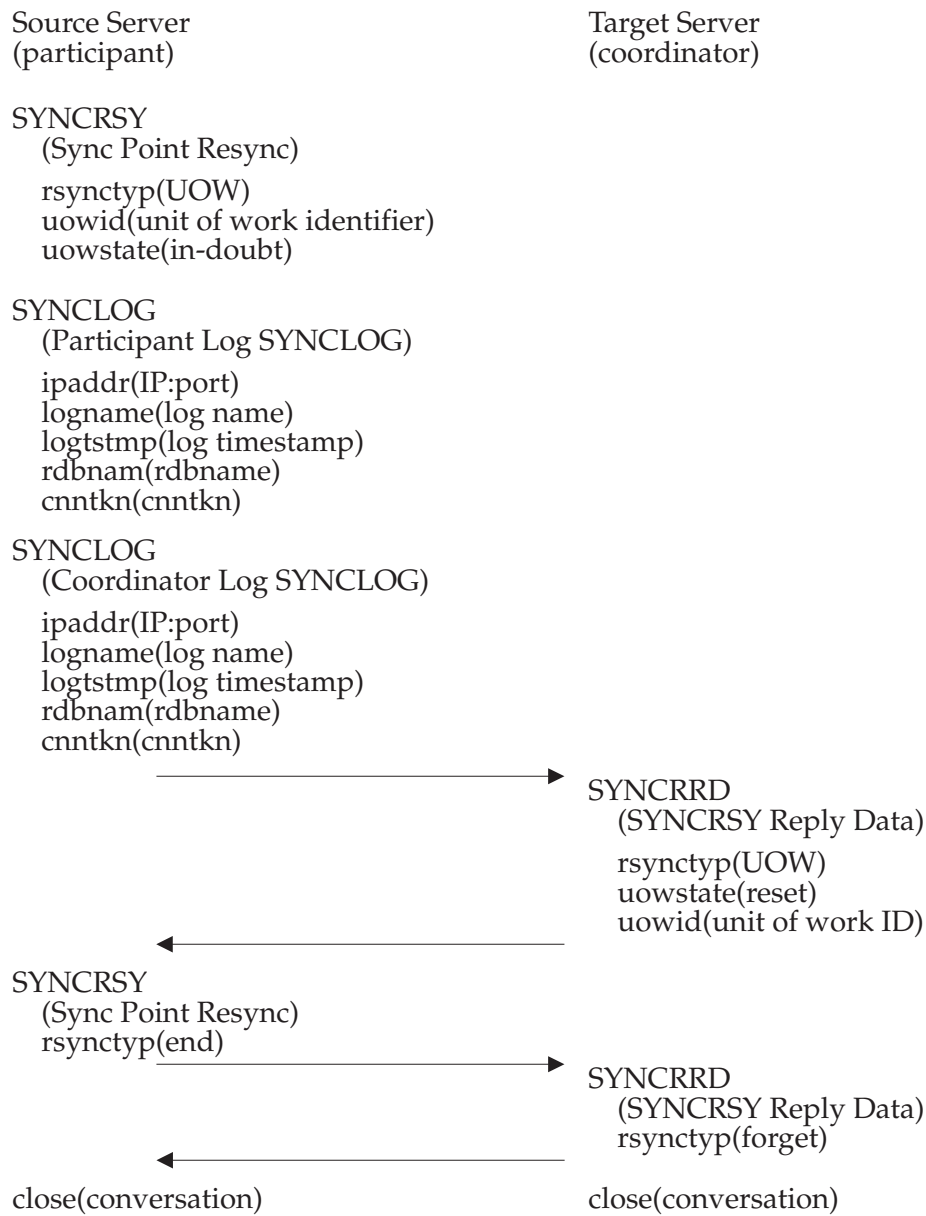 Source Server
(participant)
Target Server
(coordinator)
SYNCRSY
(Sync Point Resync)
rsynctyp(UOW)
uowid(unit of work identifier)
uowstate(in-doubt)
SYNCLOG
(Participant Log SYNCLOG)
ipaddr(IP:port)
logname(log name)
logtstmp(log timestamp)
rdbnam(rdbname)
cnntkn(cnntkn)
SYNCLOG
(Coordinator Log SYNCLOG)
ipaddr(IP:port)
logname(log name)
logtstmp(log timestamp)
rdbnam(rdbname)
cnntkn(cnntkn)
SYNCRRD
(SYNCRSY Reply Data)
rsynctyp(UOW)
uowstate(reset)
uowid(unit of work ID)
SYNCRSY
(Sync Point Resync)
rsynctyp(end)
SYNCRRD
(SYNCRSY Reply Data)
rsynctyp(forget)
close(conversation)
close(conversation)